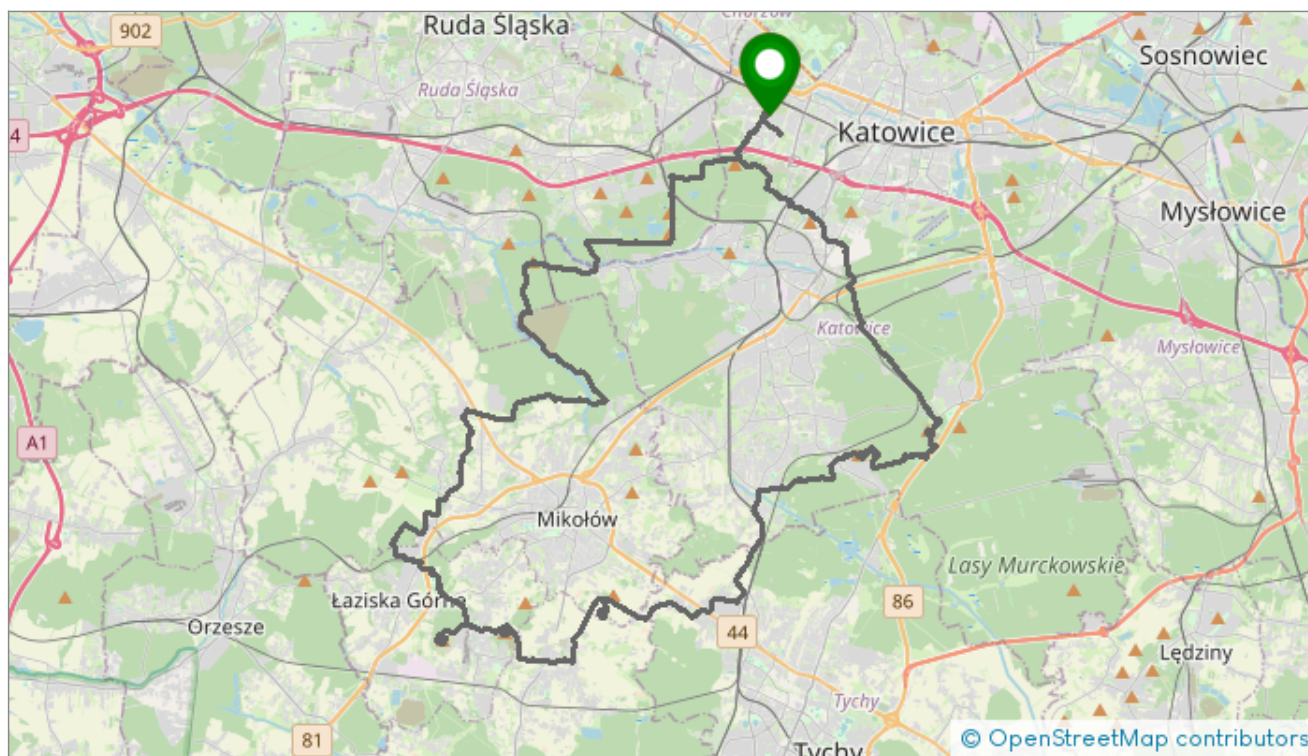 Chorzów
902
Ruda Śląska
Sosnowiec
Ruda Śląska
4
Katowice
Mysłowice
Katowice
Mysłowice
A1
Mikołów
Lasy Murckowskie
Łaziska Górne
86
Orzesze
44
Lędziny
Tychy
81
Tychy
© OpenStreetMap contributors